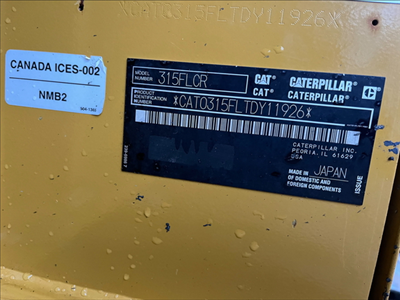 *CAT0315FLTDY11926*
CANADA ICES-002
NMB2
MODEL NUMBER 315FLCR
CAT CATERPILLAR
CAT CATERPILLAR
PRODUCT IDENTIFICATION NUMBER *CAT0315FLTDY11926*
CATERPILLAR INC.
PEORIA, IL 61629
USA
MADE IN JAPAN
OF DOMESTIC AND
FOREIGN COMPONENTS
ISSUE